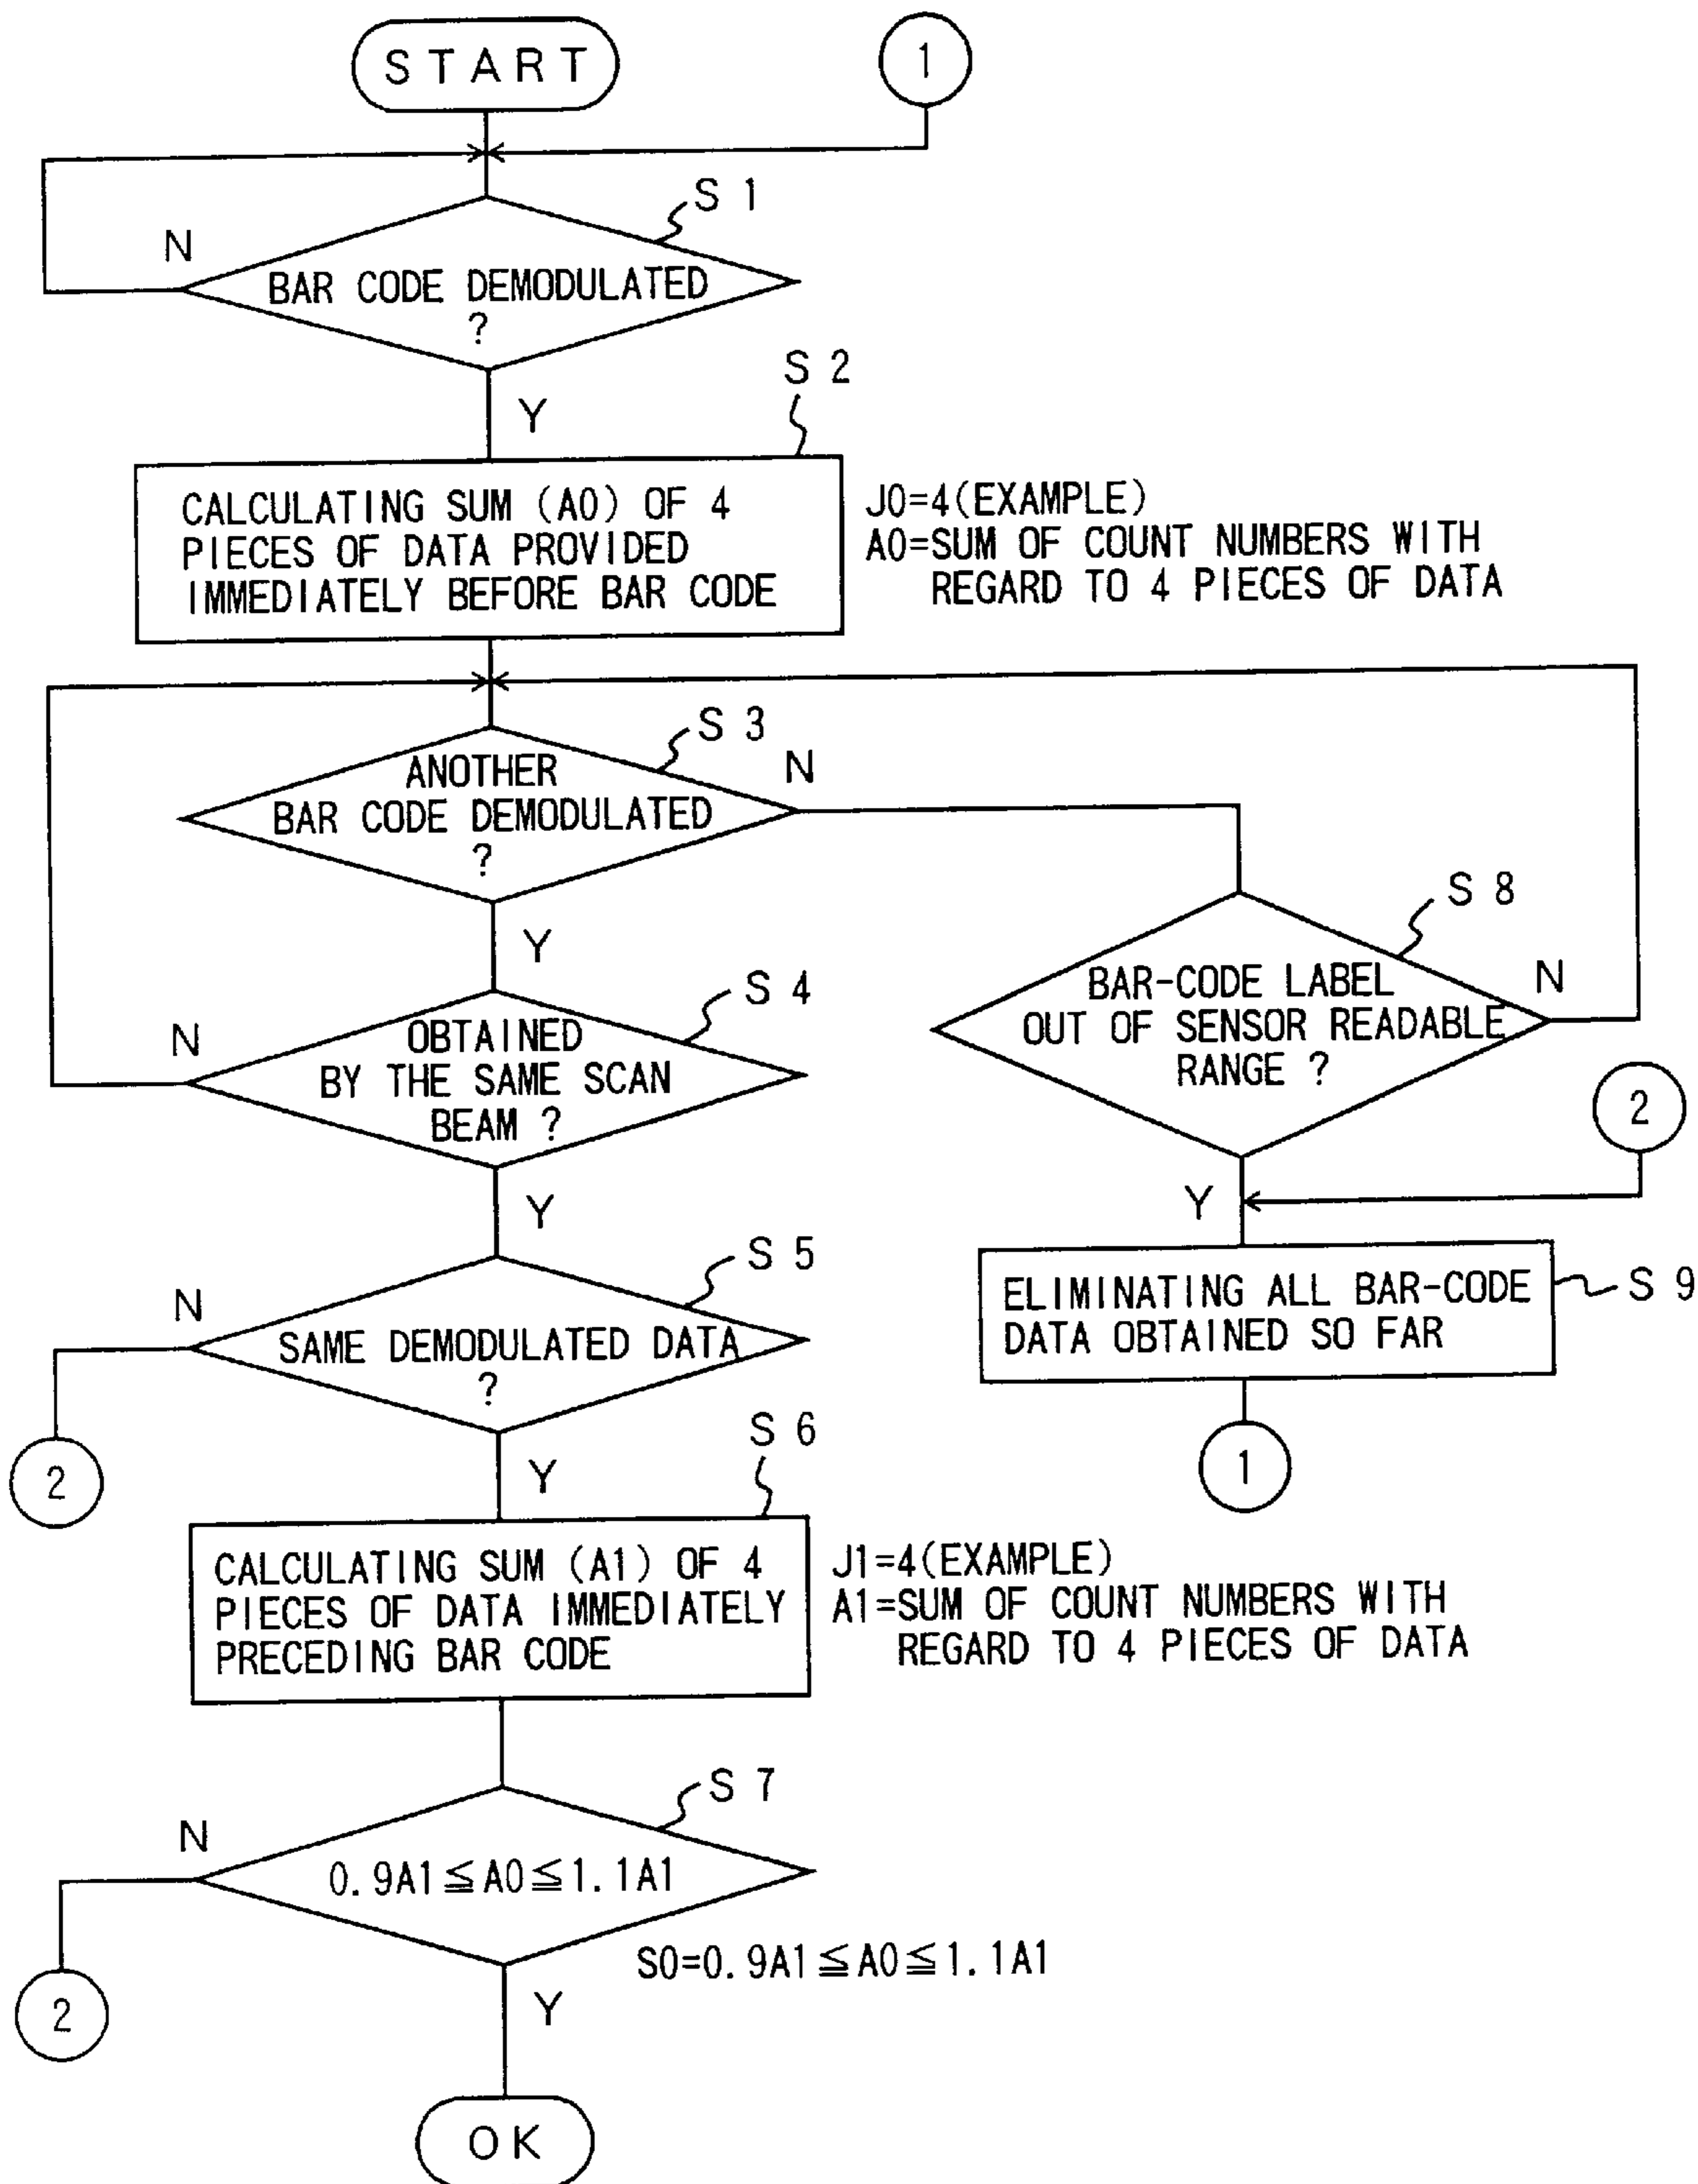 START
1
S 1
N
BAR CODE DEMODULATED
?
S 2
Y
CALCULATING SUM (A0) OF 4
PIECES OF DATA PROVIDED
IMMEDIATELY BEFORE BAR CODE
J0=4(EXAMPLE)
A0=SUM OF COUNT NUMBERS WITH
REGARD TO 4 PIECES OF DATA
S 3
N
ANOTHER
BAR CODE DEMODULATED
?
Y
S 8
BAR-CODE LABEL
OUT OF SENSOR READABLE
RANGE ?
N
S 4
N
OBTAINED
BY THE SAME SCAN
BEAM ?
2
Y
Y
S 5
N
SAME DEMODULATED DATA
?
ELIMINATING ALL BAR-CODE
DATA OBTAINED SO FAR
S 9
1
2
Y
S 6
CALCULATING SUM (A1) OF 4
PIECES OF DATA IMMEDIATELY
PRECEDING BAR CODE
J1=4(EXAMPLE)
A1=SUM OF COUNT NUMBERS WITH
REGARD TO 4 PIECES OF DATA
S 7
N
0.9A1≦A0≦1.1A1
S0=0.9A1≦A0≦1.1A1
2
Y
OK